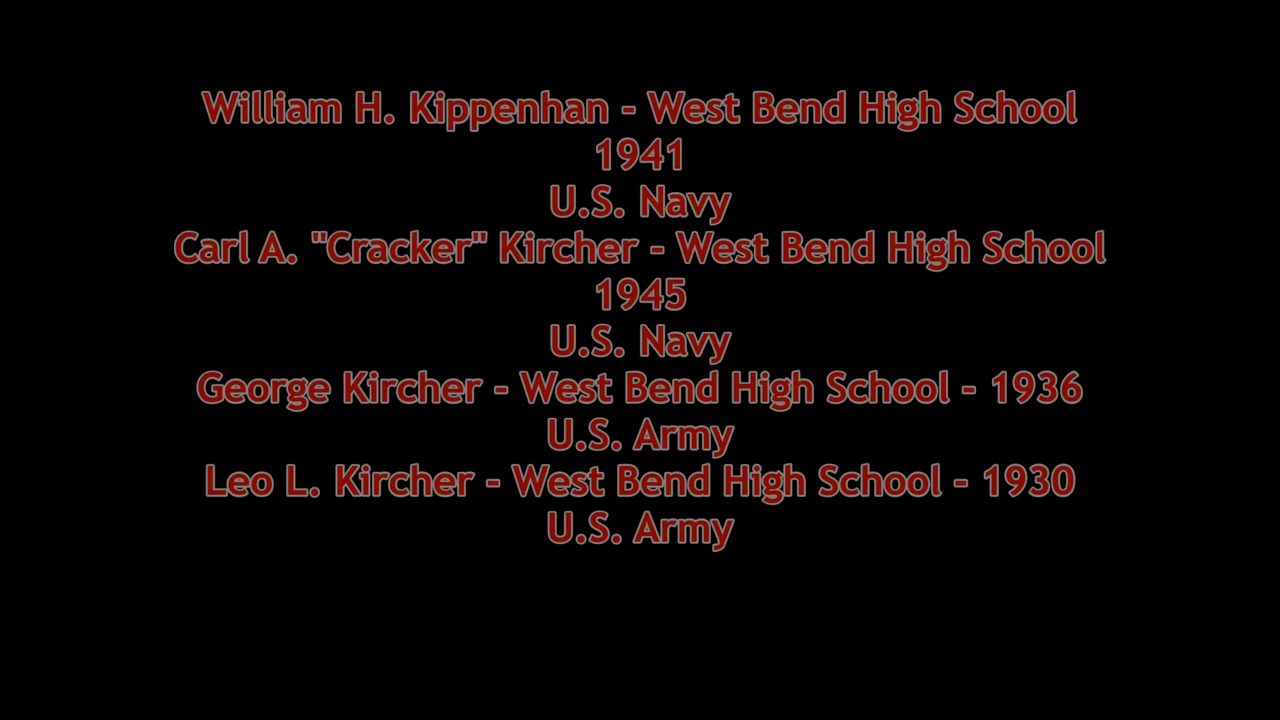 William H. Kippenhan - West Bend High School
1941
U.S. Navy
Carl A. "Cracker" Kircher - West Bend High School
1945
U.S. Navy
George Kircher - West Bend High School - 1936
U.S. Army
Leo L. Kircher - West Bend High School - 1930
U.S. Army